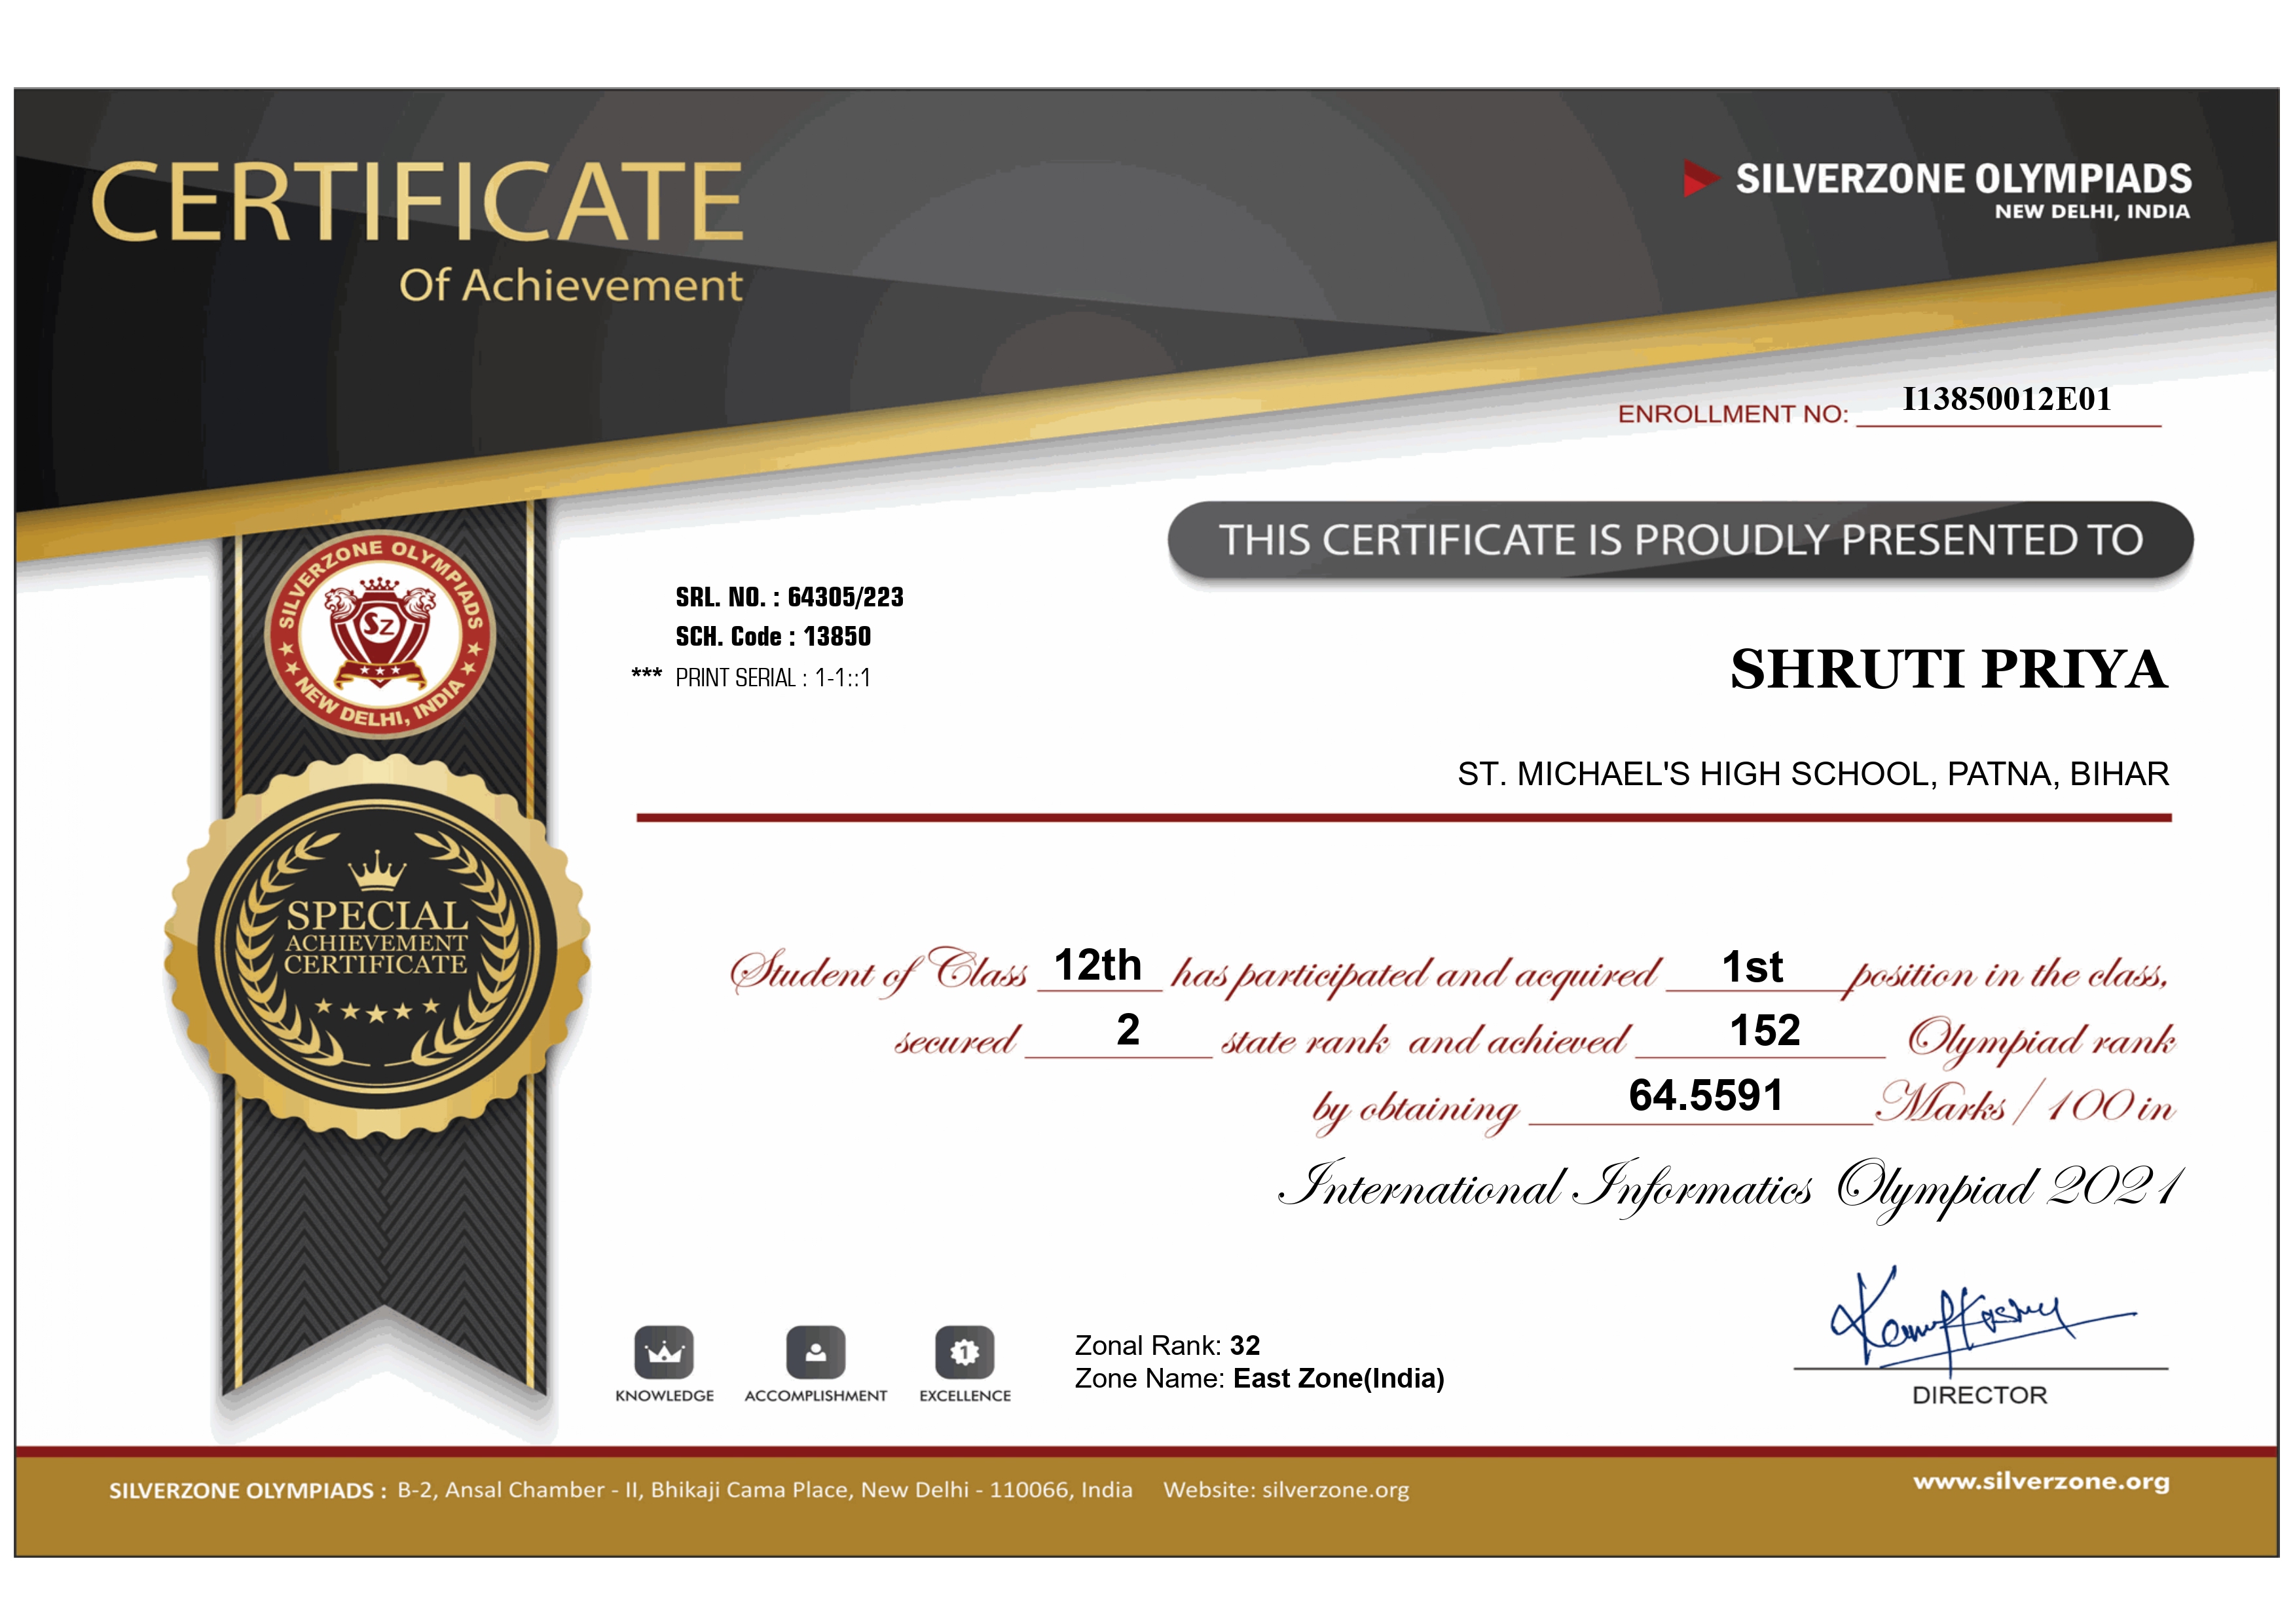 CERTIFICATE
Of Achievement
SILVERZONE OLYMPIADS
NEW DELHI, INDIA
ENROLLMENT NO: I13850012E01
THIS CERTIFICATE IS PROUDLY PRESENTED TO
SILVERZONE OLYMPIADS
SZ
NEW DELHI, INDIA
SRL. NO. : 64305/223
SCH. Code : 13850
*** PRINT SERIAL : 1-1::1
SHRUTI PRIYA
ST. MICHAEL'S HIGH SCHOOL, PATNA, BIHAR
SPECIAL
ACHIEVEMENT
CERTIFICATE
Student of Class 12th has participated and acquired 1st position in the class,
secured 2 state rank and achieved 152 Olympiad rank
by obtaining 64.5591 Marks / 100 in
International Informatics Olympiad 2021
KNOWLEDGE
ACCOMPLISHMENT
1
EXCELLENCE
Zonal Rank: 32
Zone Name: East Zone(India)
DIRECTOR
SILVERZONE OLYMPIADS : B-2, Ansal Chamber - II, Bhikaji Cama Place, New Delhi - 110066, India Website: silverzone.org
www.silverzone.org